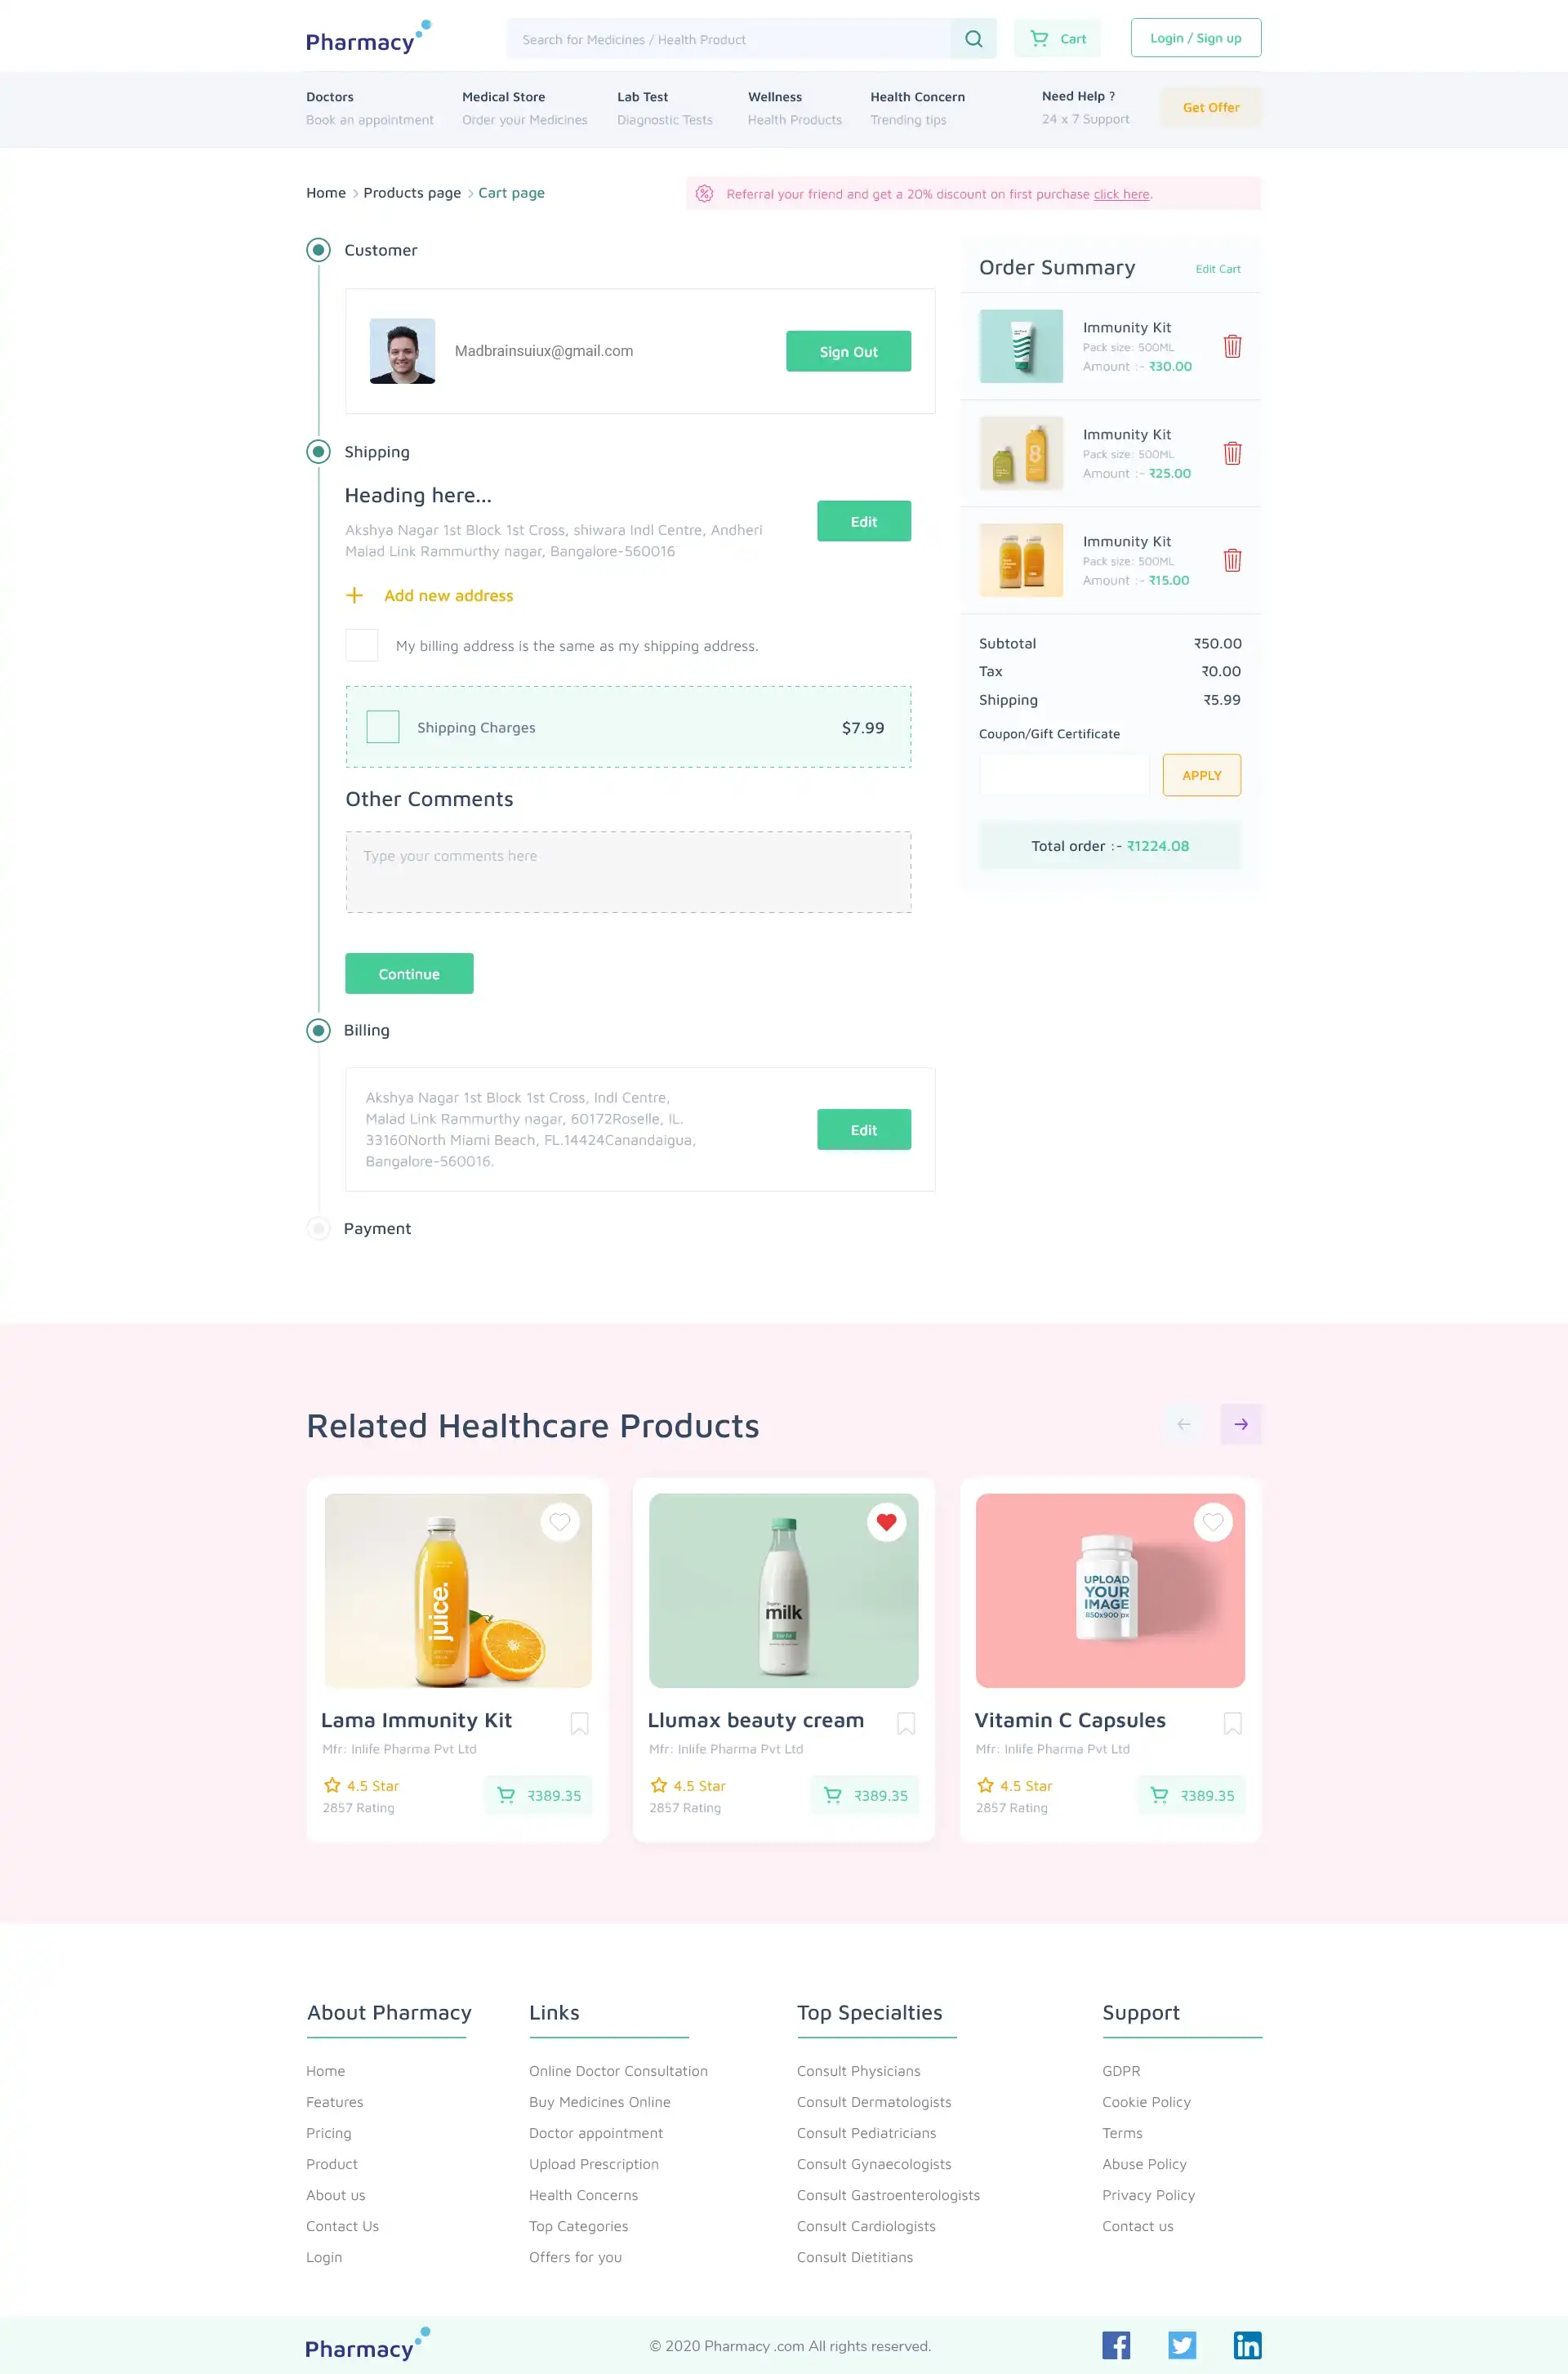 Pharmacy
Search for Medicines / Health Product
Cart
Login / Sign up
Doctors
Book an appointment
Medical Store
Order your Medicines
Lab Test
Diagnostic Tests
Wellness
Health Products
Health Concern
Trending tips
Need Help ?
24 x 7 Support
Get Offer
Home > Products page > Cart page
Referral your friend and get a 20% discount on first purchase click here.
Customer
Madbrainsuiux@gmail.com
Sign Out
Shipping
Heading here...
Akshya Nagar 1st Block 1st Cross, shiwara Indl Centre, Andheri
Malad Link Rammurthy nagar, Bangalore-560016
Edit
+ Add new address
My billing address is the same as my shipping address.
Shipping Charges
$7.99
Other Comments
Type your comments here
Continue
Billing
Akshya Nagar 1st Block 1st Cross, Indl Centre,
Malad Link Rammurthy nagar, 60172Roselle, IL.
33160North Miami Beach, FL.14424Canandaigua,
Bangalore-560016.
Edit
Payment
Order Summary
Edit Cart
Immunity Kit
Pack size: 500ML
Amount :- ₹30.00
8
Immunity Kit
Pack size: 500ML
Amount :- ₹25.00
Immunity Kit
Pack size: 500ML
Amount :- ₹15.00
Subtotal
₹50.00
Tax
₹0.00
Shipping
₹5.99
Coupon/Gift Certificate
APPLY
Total order :- ₹1224.08
Related Healthcare Products
juice.
Lama Immunity Kit
Mfr: Inlife Pharma Pvt Ltd
4.5 Star
2857 Rating
₹389.35
milk
Llumax beauty cream
Mfr: Inlife Pharma Pvt Ltd
4.5 Star
2857 Rating
₹389.35
UPLOAD
YOUR
IMAGE
850x900 px
Vitamin C Capsules
Mfr: Inlife Pharma Pvt Ltd
4.5 Star
2857 Rating
₹389.35
About Pharmacy
Home
Features
Pricing
Product
About us
Contact Us
Login
Links
Online Doctor Consultation
Buy Medicines Online
Doctor appointment
Upload Prescription
Health Concerns
Top Categories
Offers for you
Top Specialties
Consult Physicians
Consult Dermatologists
Consult Pediatricians
Consult Gynaecologists
Consult Gastroenterologists
Consult Cardiologists
Consult Dietitians
Support
GDPR
Cookie Policy
Terms
Abuse Policy
Privacy Policy
Contact us
Pharmacy
© 2020 Pharmacy .com All rights reserved.